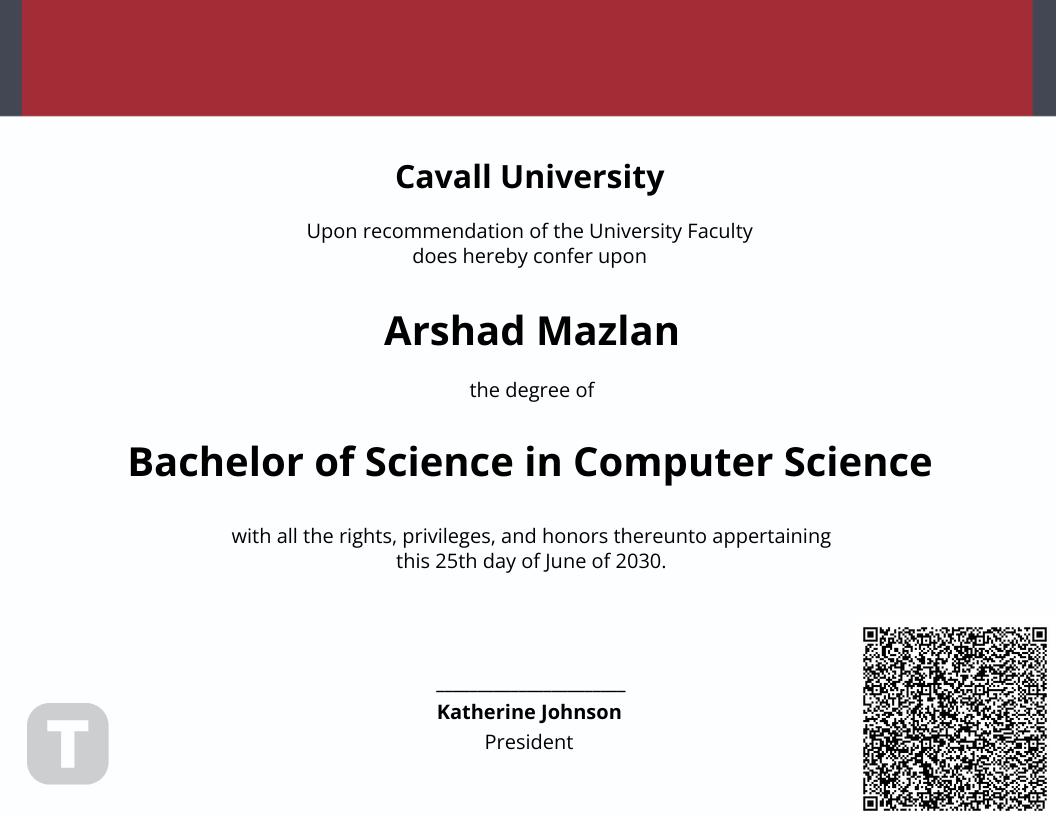 Cavall University
Upon recommendation of the University Faculty
does hereby confer upon
Arshad Mazlan
the degree of
Bachelor of Science in Computer Science
with all the rights, privileges, and honors thereunto appertaining
this 25th day of June of 2030.
Katherine Johnson
President
T